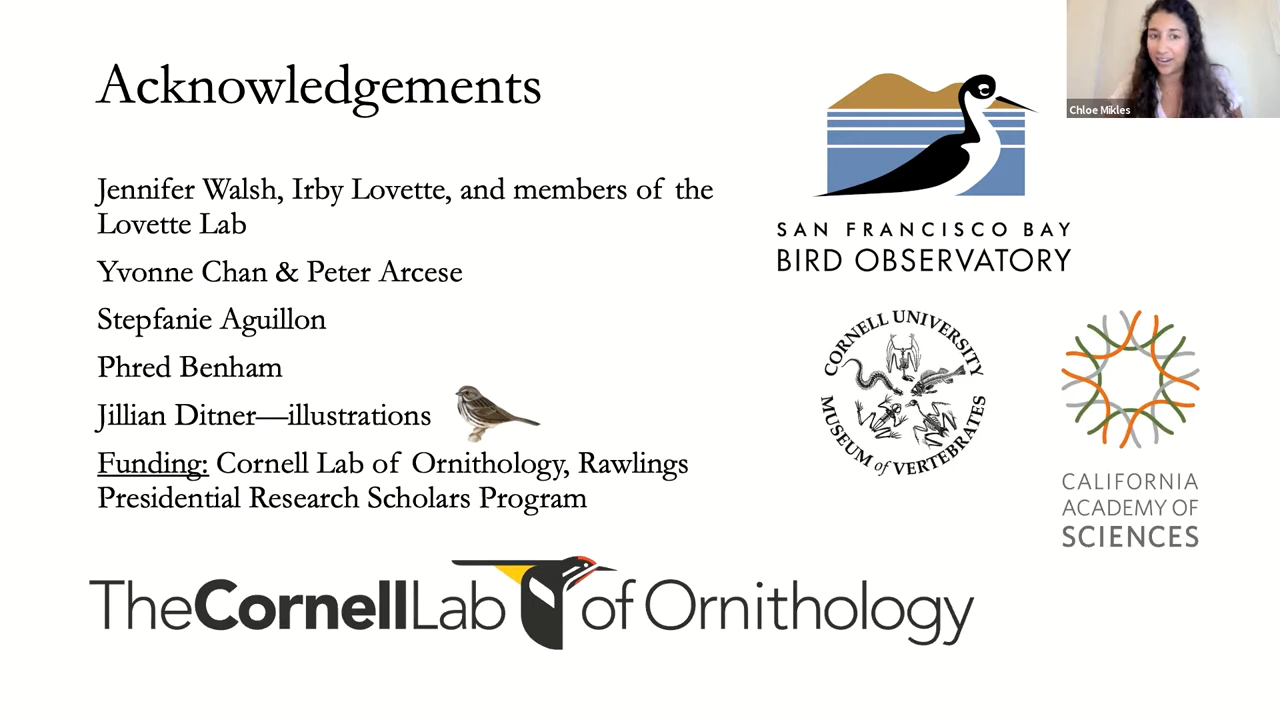 Acknowledgements
Jennifer Walsh, Irby Lovette, and members of the
Lovette Lab
Yvonne Chan & Peter Arcese
Stepfanie Aguillon
Phred Benham
Jillian Ditner—illustrations
Funding: Cornell Lab of Ornithology, Rawlings
Presidential Research Scholars Program
TheCornellLab of Ornithology
SAN FRANCISCO BAY
BIRD OBSERVATORY
CORNELL UNIVERSITY
MUSEUM of VERTEBRATES
CALIFORNIA
ACADEMY OF
SCIENCES
Chloe Mikles